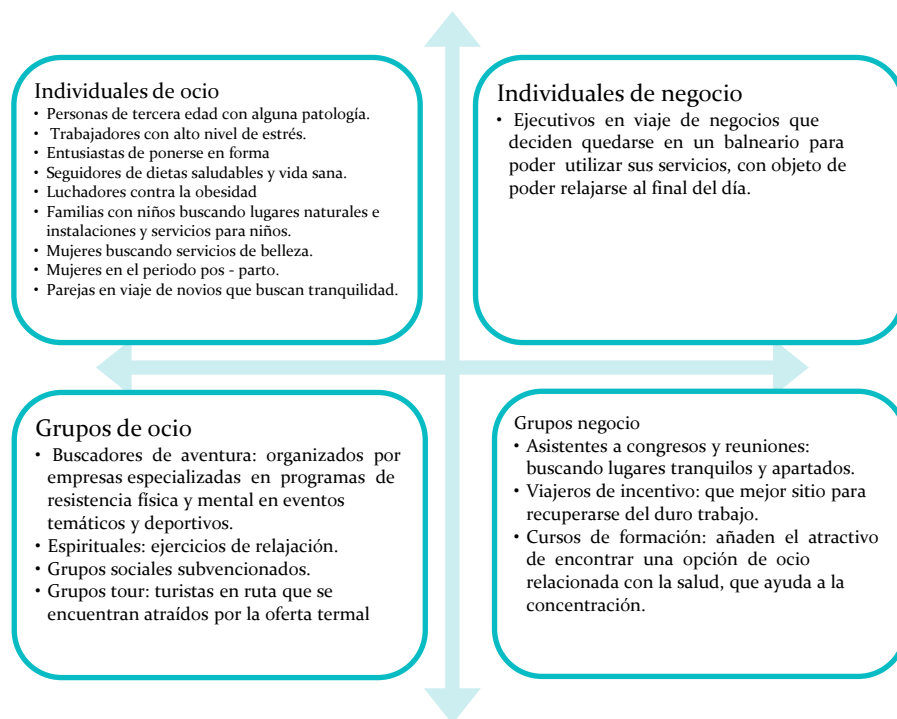 Individuales de ocio
• Personas de tercera edad con alguna patología.
• Trabajadores con alto nivel de estrés.
• Entusiastas de ponerse en forma
• Seguidores de dietas saludables y vida sana.
• Luchadores contra la obesidad
• Familias con niños buscando lugares naturales e
instalaciones y servicios para niños.
• Mujeres buscando servicios de belleza.
• Mujeres en el periodo pos - parto.
• Parejas en viaje de novios que buscan tranquilidad.
Individuales de negocio
• Ejecutivos en viaje de negocios que
deciden quedarse en un balneario para
poder utilizar sus servicios, con objeto de
poder relajarse al final del día.
Grupos de ocio
• Buscadores de aventura: organizados por
empresas especializadas en programas de
resistencia física y mental en eventos
temáticos y deportivos.
• Espirituales: ejercicios de relajación.
• Grupos sociales subvencionados.
• Grupos tour: turistas en ruta que se
encuentran atraídos por la oferta termal
Grupos negocio
• Asistentes a congresos y reuniones:
buscando lugares tranquilos y apartados.
• Viajeros de incentivo: que mejor sitio para
recuperarse del duro trabajo.
• Cursos de formación: añaden el atractivo
de encontrar una opción de ocio
relacionada con la salud, que ayuda a la
concentración.